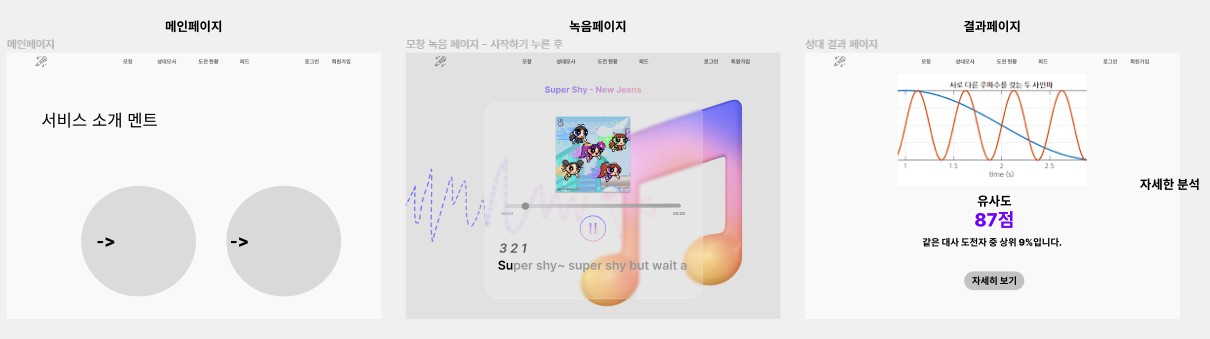 메인페이지
메인페이지
모창
성대모사
도전 현황
피드
로그인
회원가입
서비스 소개 멘트
->
->
녹음페이지
모창 녹음 페이지 - 시작하기 누른 후
모창
성대모사
도전 현황
피드
로그인
회원가입
Super Shy - New Jeans
00:00
00:20
3 2 1
Super shy~ super shy but wait a
결과페이지
성대 결과 페이지
모창
성대모사
도전 현황
피드
로그인
회원가입
서로 다른 주파수를 갖는 두 사인파
1.5
2
2.5
time (s)
유사도
87점
같은 대사 도전자 중 상위 9%입니다.
자세히 보기
자세한 분석